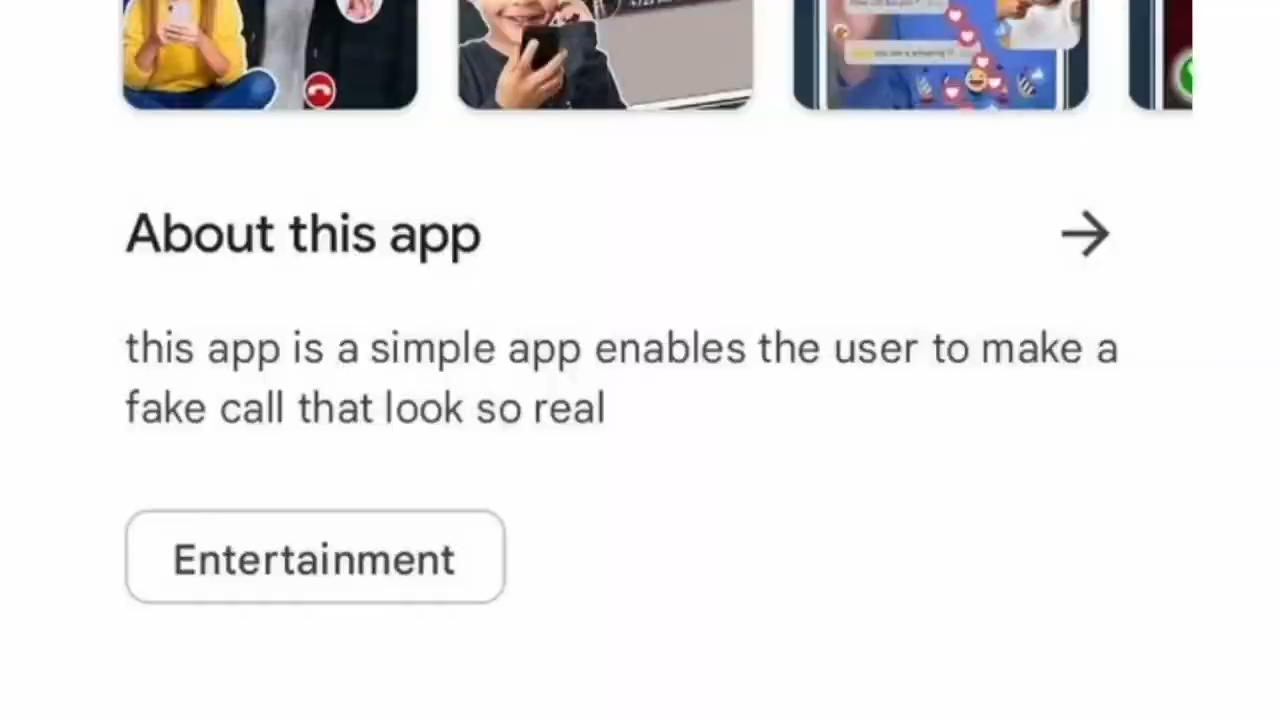 About this app
this app is a simple app enables the user to make a
fake call that look so real
Entertainment